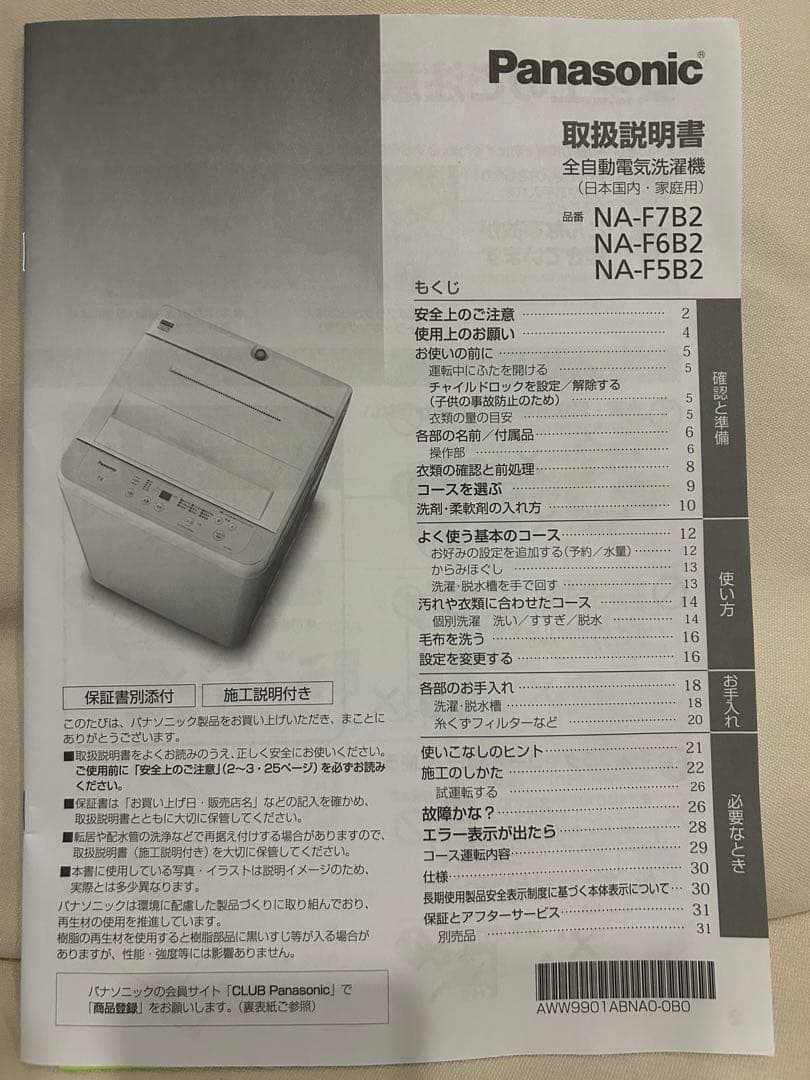 Panasonic®
取扱説明書
全自動電気洗濯機
(日本国内・家庭用)
品番 NA-F7B2
NA-F6B2
NA-F5B2
もくじ
安全上のご注意 2
使用上のお願い 4
お使いの前に 5
運転中にふたを開ける 5
チャイルドロックを設定/解除する
(子供の事故防止のため) 5
衣類の量の目安 5
各部の名前/付属品 6
操作部 6
衣類の確認と前処理 8
コースを選ぶ 9
洗剤・柔軟剤の入れ方 10
確認と準備
よく使う基本のコース 12
お好みの設定を追加する(予約/水量) 12
からみほぐし 13
洗濯・脱水槽を手で回す 13
汚れや衣類に合わせたコース 14
個別洗濯 洗い/すすぎ/脱水 14
毛布を洗う 16
設定を変更する 16
使い方
各部のお手入れ 18
洗濯・脱水槽 18
糸くずフィルターなど 20
お手入れ
使いこなしのヒント 21
施工のしかた 22
試運転する 26
故障かな? 26
エラー表示が出たら 28
コース運転内容 29
仕様 30
長期使用製品安全表示制度に基づく本体表示について 30
保証とアフターサービス 31
別売品 31
必要なとき
Panasonic
保証書別添付
施工説明付き
このたびは、パナソニック製品をお買い上げいただき、まことに
ありがとうございます。
■取扱説明書をよくお読みのうえ、正しく安全にお使いください。
ご使用前に「安全上のご注意」(2~3・25ページ)を必ずお読み
ください。
■保証書は「お買い上げ日・販売店名」などの記入を確かめ、
取扱説明書とともに大切に保管してください。
■転居や配水管の洗浄などで再据え付けする場合がありますので、
取扱説明書(施工説明付き)を大切に保管してください。
■本書に使用している写真・イラストは説明イメージのため、
実際とは多少異なります。
パナソニックは環境に配慮した製品づくりに取り組んでおり、
再生材の使用を推進しています。
樹脂の再生材を使用すると樹脂部品に黒いすじ等が入る場合が
ありますが、性能・強度等には影響ありません。
パナソニックの会員サイト「CLUB Panasonic」で
「商品登録」をお願いします。(裏表紙ご参照)
AWW9901ABNA0-0B0